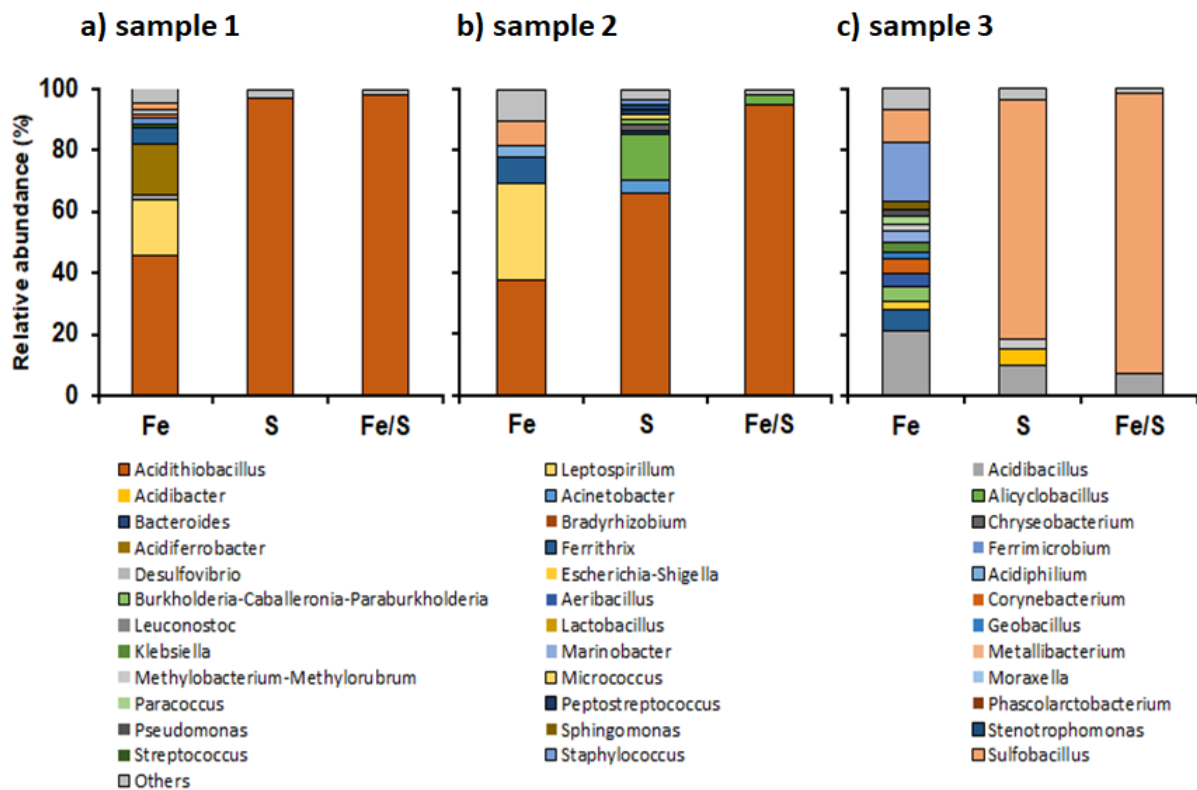 a) sample 1 b) sample 2 c) sample 3
Relative abundance (%)
100
80
60
40
20
0
Fe S Fe/S Fe S Fe/S Fe S Fe/S
Acidithiobacillus Leptospirillum Acidibacillus
Acidibacter Acinetobacter Alicyclobacillus
Bacteroides Bradyrhizobium Chryseobacterium
Acidiferrobacter Ferrithrix Ferrimicrobium
Desulfovibrio Escherichia-Shigella Acidiphilium
Burkholderia-Caballeronia-Paraburkholderia Aeribacillus Corynebacterium
Leuconostoc Lactobacillus Geobacillus
Klebsiella Marinobacter Metallibacterium
Methylobacterium-Methylorubrum Micrococcus Moraxella
Paracoccus Peptostreptococcus Phascolarctobacterium
Pseudomonas Sphingomonas Stenotrophomonas
Streptococcus Staphylococcus Sulfobacillus
Others